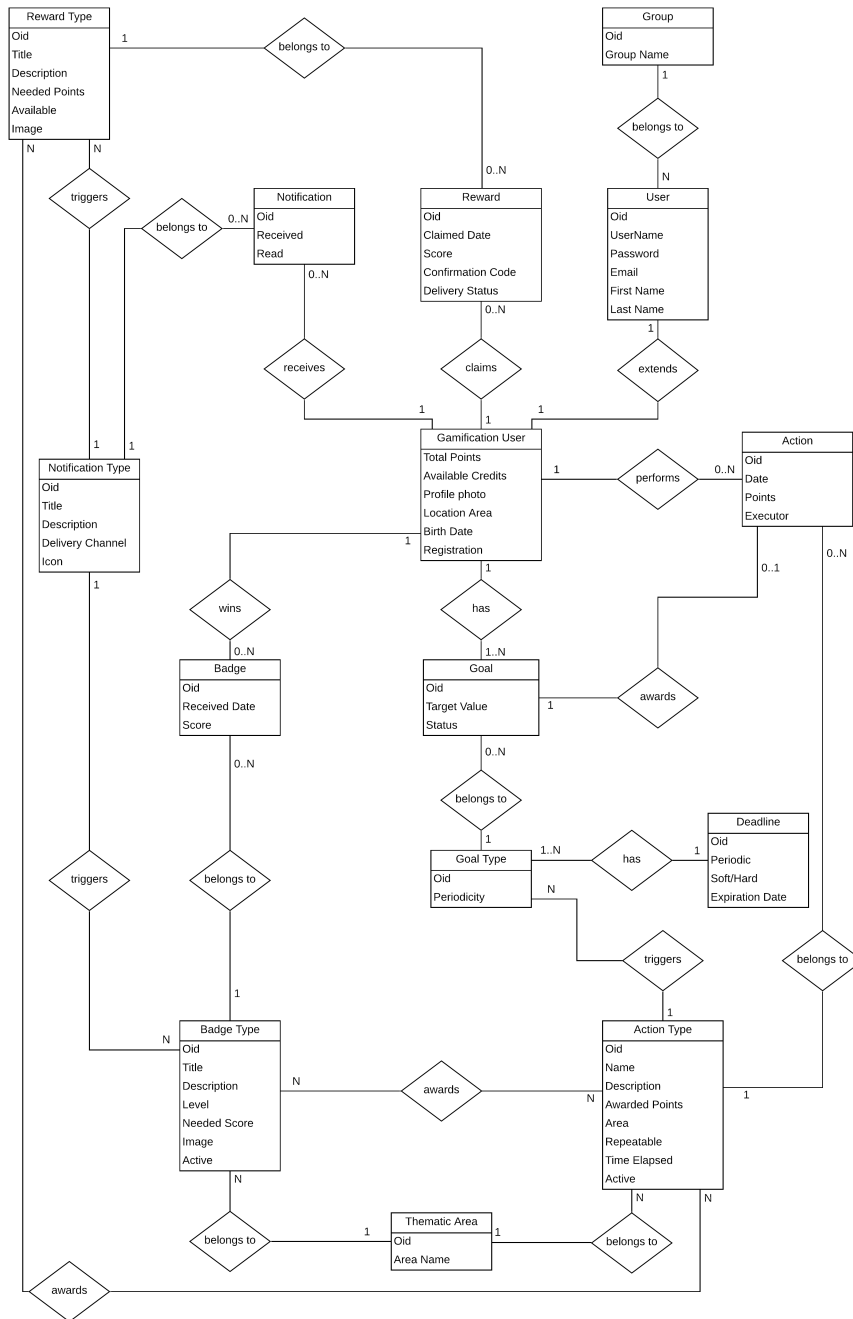 Reward Type
Oid
Title
Description
Needed Points
Available
Image
1
belongs to
0..N
Group
Oid
Group Name
1
belongs to
N
N
N
triggers
belongs to
0..N
Notification
Oid
Received
Read
0..N
Reward
Oid
Claimed Date
Score
Confirmation Code
Delivery Status
0..N
User
Oid
UserName
Password
Email
First Name
Last Name
1
receives
claims
extends
1
1
1
1
1
Gamification User
Total Points
Available Credits
Profile photo
Location Area
Birth Date
Registration
1
performs
0..N
Action
Oid
Date
Points
Executor
0..N
0..1
Notification Type
Oid
Title
Description
Delivery Channel
Icon
1
1
1
wins
has
0..N
1..N
Badge
Oid
Received Date
Score
0..N
Goal
Oid
Target Value
Status
1
awards
0..N
belongs to
1
Goal Type
Oid
Periodicity
1..N
has
1
Deadline
Oid
Periodic
Soft/Hard
Expiration Date
N
triggers
belongs to
triggers
belongs to
1
1
N
Badge Type
Oid
Title
Description
Level
Needed Score
Image
Active
N
awards
N
Action Type
Oid
Name
Description
Awarded Points
Area
Repeatable
Time Elapsed
Active
1
N
N
N
belongs to
1
Thematic Area
Oid
Area Name
1
belongs to
awards